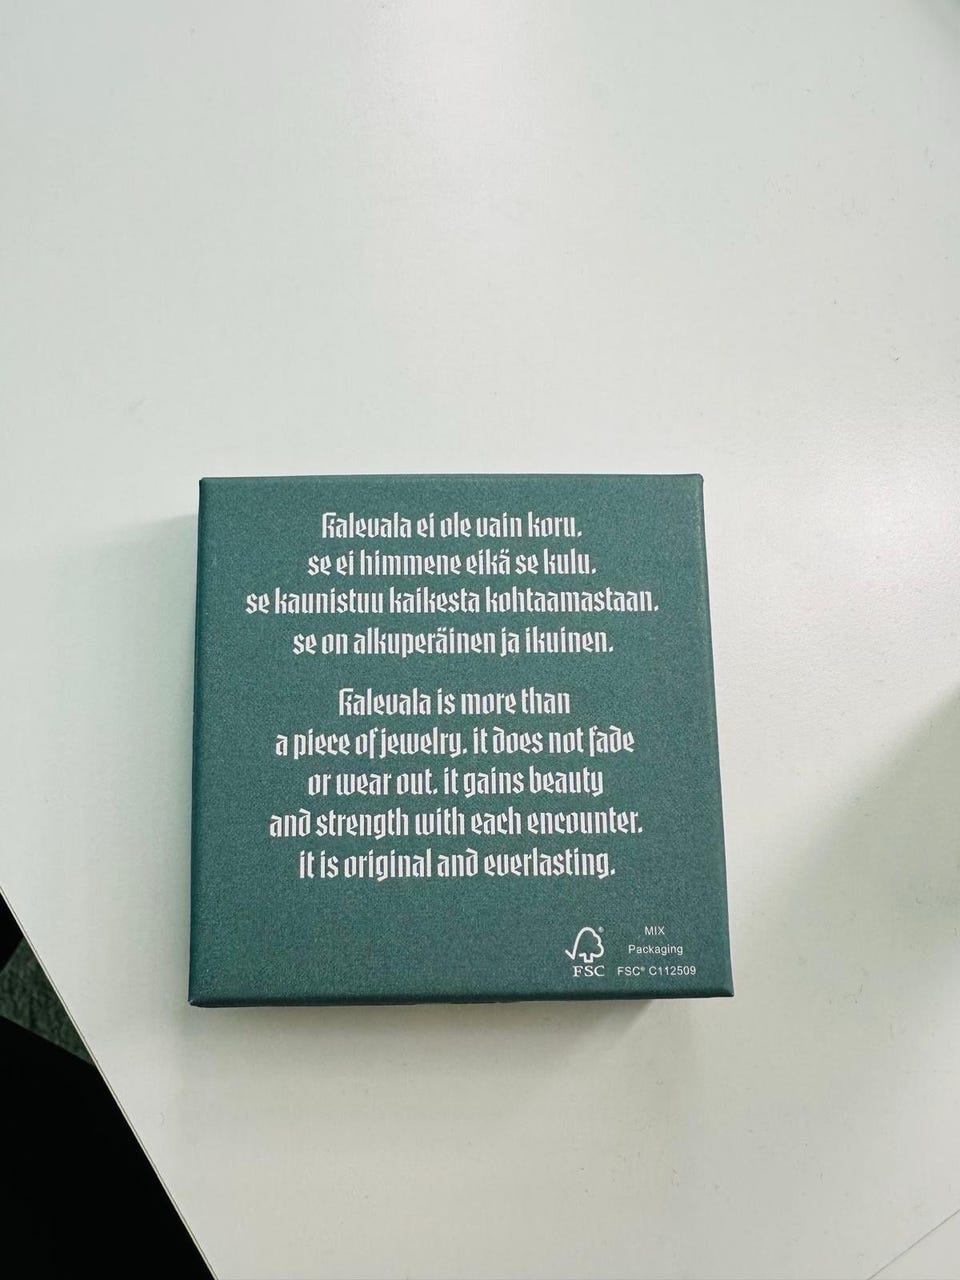 Kalevala ei ole vain koru.
se ei himmene eikä se kulu.
se kaunistuu kaikesta kohtaamastaan.
se on alkuperäinen ja ikuinen.
Kalevala is more than
a piece of jewelry. it does not fade
or wear out. it gains beauty
and strength with each encounter.
it is original and everlasting.
MIX
Packaging
FSC® C112509
®
FSC